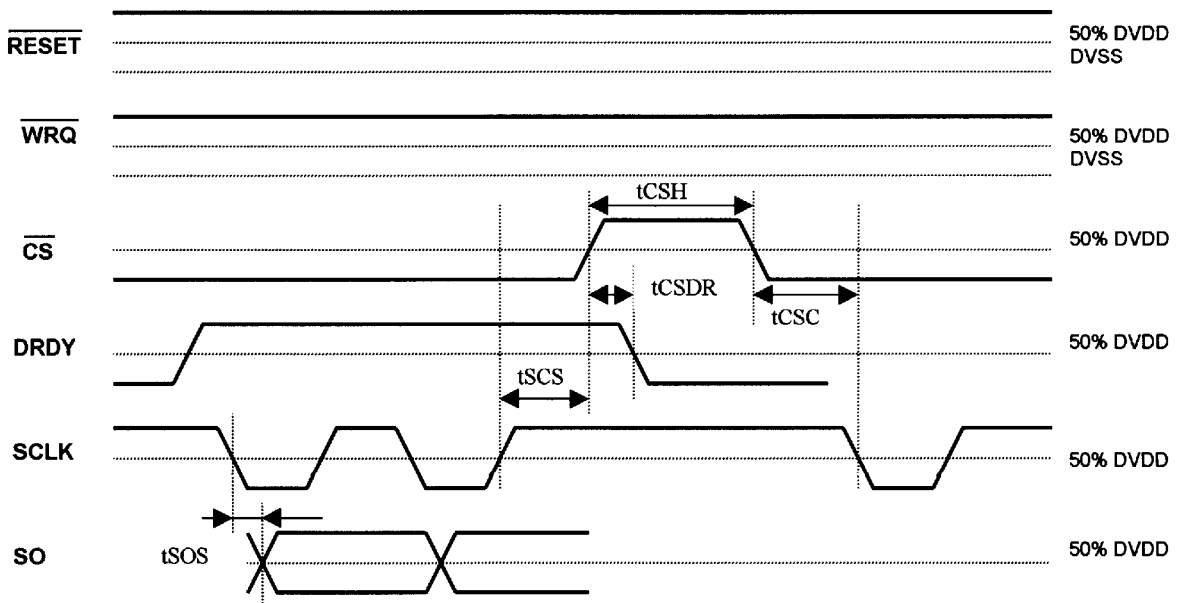 RESET
50% DVDD
DVSS
WRQ
50% DVDD
DVSS
tCSH
CS
50% DVDD
tCSDR
tCSC
DRDY
50% DVDD
tSCS
SCLK
50% DVDD
tSOS
SO
50% DVDD